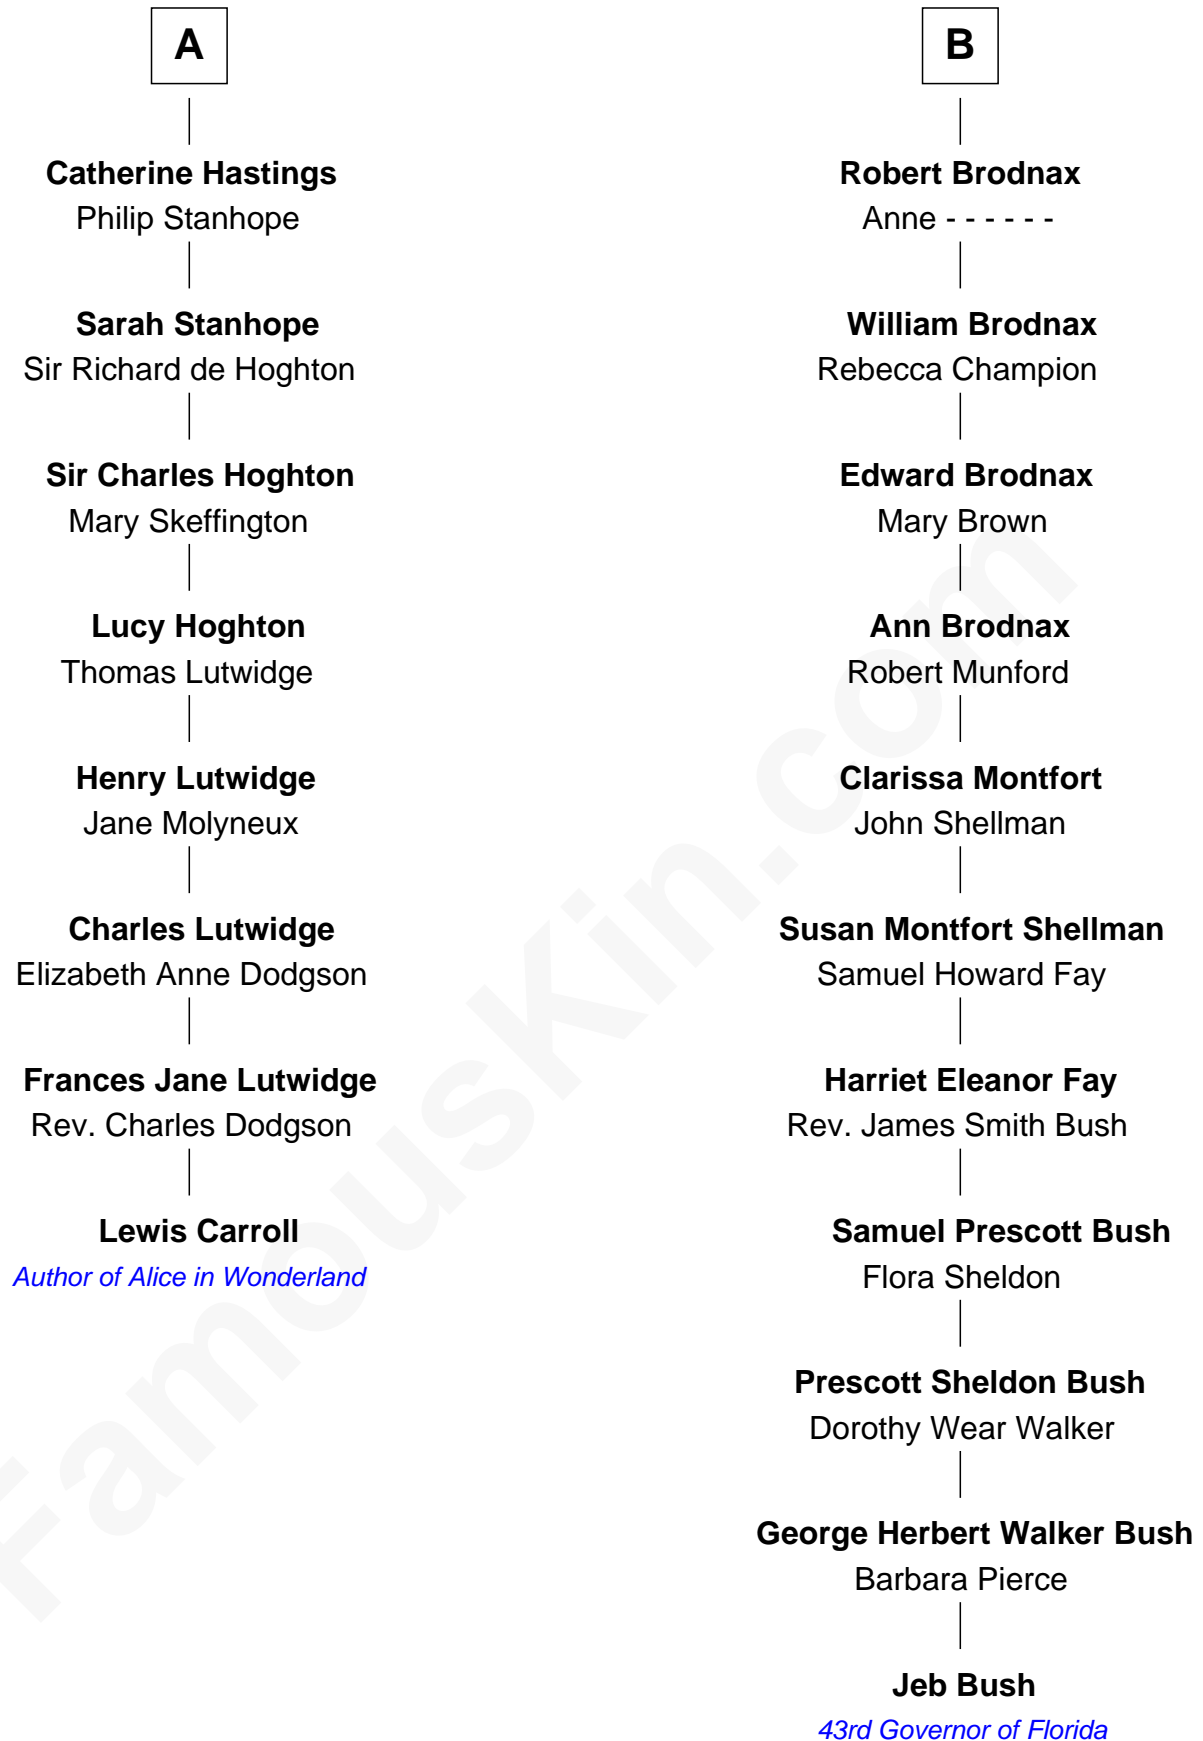 A
Catherine Hastings
Philip Stanhope
Sarah Stanhope
Sir Richard de Hoghton
Sir Charles Hoghton
Mary Skeffington
Lucy Hoghton
Thomas Lutwidge
Henry Lutwidge
Jane Molyneux
Charles Lutwidge
Elizabeth Anne Dodgson
Frances Jane Lutwidge
Rev. Charles Dodgson
Lewis Carroll
Author of Alice in Wonderland
B
Robert Brodnax
Anne - - - - - -
William Brodnax
Rebecca Champion
Edward Brodnax
Mary Brown
Ann Brodnax
Robert Munford
Clarissa Montfort
John Shellman
Susan Montfort Shellman
Samuel Howard Fay
Harriet Eleanor Fay
Rev. James Smith Bush
Samuel Prescott Bush
Flora Sheldon
Prescott Sheldon Bush
Dorothy Wear Walker
George Herbert Walker Bush
Barbara Pierce
Jeb Bush
43rd Governor of Florida
FamousKin.com